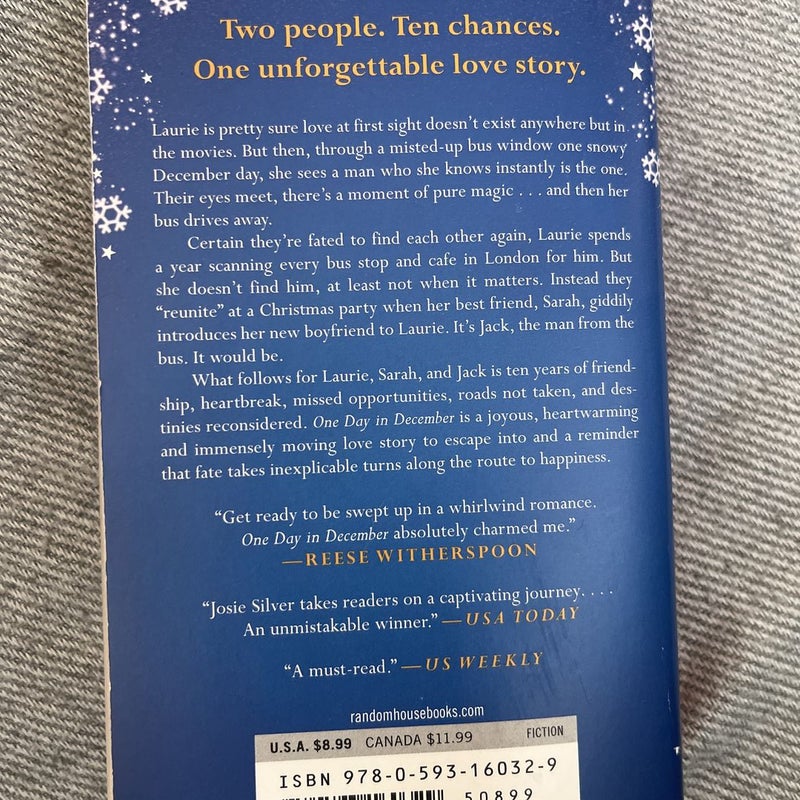 Two people. Ten chances.
One unforgettable love story.
Laurie is pretty sure love at first sight doesn't exist anywhere but in
the movies. But then, through a misted-up bus window one snowy
December day, she sees a man who she knows instantly is the one.
Their eyes meet, there's a moment of pure magic . . . and then her
bus drives away.
Certain they're fated to find each other again, Laurie spends
a year scanning every bus stop and cafe in London for him. But
she doesn't find him, at least not when it matters. Instead they
“reunite” at a Christmas party when her best friend, Sarah, giddily
introduces her new boyfriend to Laurie. It's Jack, the man from the
bus. It would be.
What follows for Laurie, Sarah, and Jack is ten years of friend-
ship, heartbreak, missed opportunities, roads not taken, and des-
tinies reconsidered. One Day in December is a joyous, heartwarming
and immensely moving love story to escape into and a reminder
that fate takes inexplicable turns along the route to happiness.
“Get ready to be swept up in a whirlwind romance.
One Day in December absolutely charmed me.”
—REESE WITHERSPOON
“Josie Silver takes readers on a captivating journey. . . .
An unmistakable winner.” —USA TODAY
“A must-read.” —US WEEKLY
randomhousebooks.com
U.S.A. $8.99 CANADA $11.99 FICTION
ISBN 978-0-593-16032-9
50899